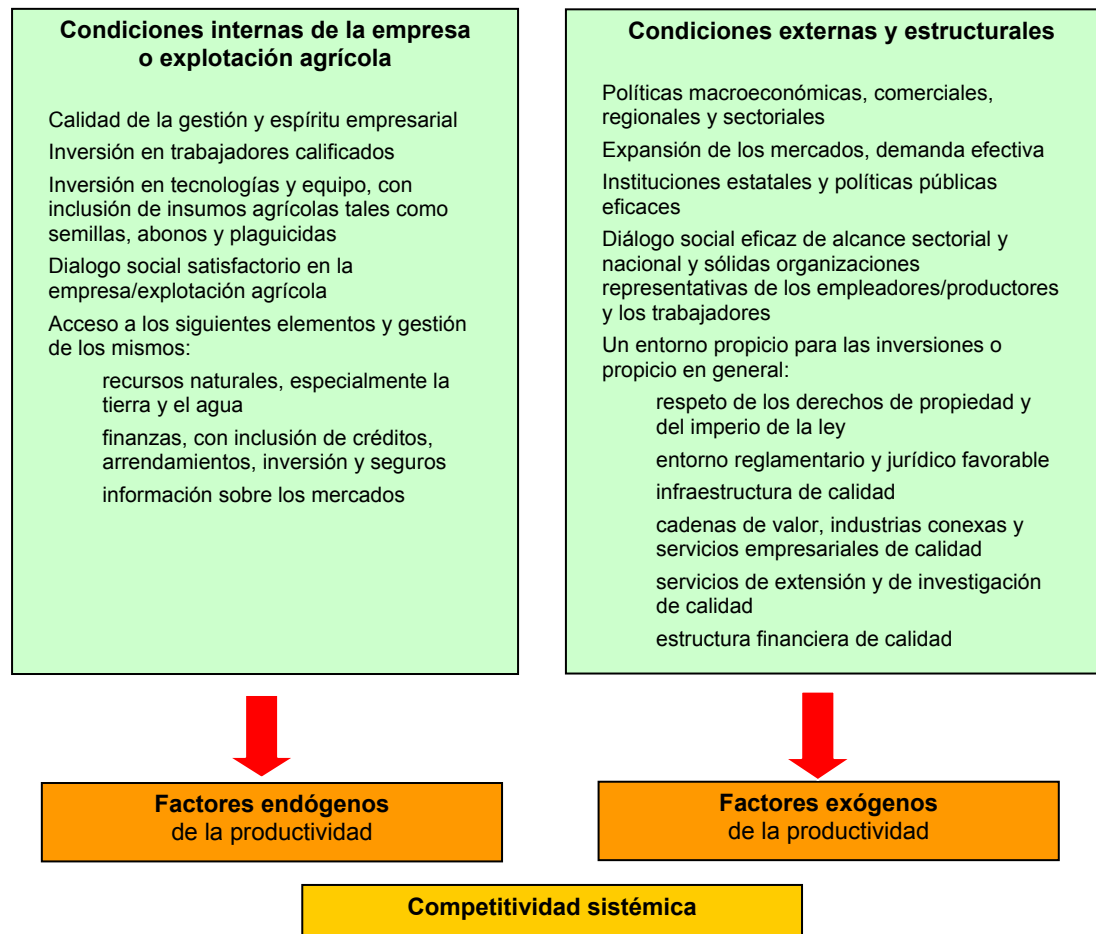 Condiciones internas de la empresa
o explotación agrícola
Calidad de la gestión y espíritu empresarial
Inversión en trabajadores calificados
Inversión en tecnologías y equipo, con
inclusión de insumos agrícolas tales como
semillas, abonos y plaguicidas
Dialogo social satisfactorio en la
empresa/explotación agrícola
Acceso a los siguientes elementos y gestión
de los mismos:
recursos naturales, especialmente la
tierra y el agua
finanzas, con inclusión de créditos,
arrendamientos, inversión y seguros
información sobre los mercados
Condiciones externas y estructurales
Políticas macroeconómicas, comerciales,
regionales y sectoriales
Expansión de los mercados, demanda efectiva
Instituciones estatales y políticas públicas
eficaces
Diálogo social eficaz de alcance sectorial y
nacional y sólidas organizaciones
representativas de los empleadores/productores
y los trabajadores
Un entorno propicio para las inversiones o
propicio en general:
respeto de los derechos de propiedad y
del imperio de la ley
entorno reglamentario y jurídico favorable
infraestructura de calidad
cadenas de valor, industrias conexas y
servicios empresariales de calidad
servicios de extensión y de investigación
de calidad
estructura financiera de calidad
Factores endógenos
de la productividad
Factores exógenos
de la productividad
Competitividad sistémica